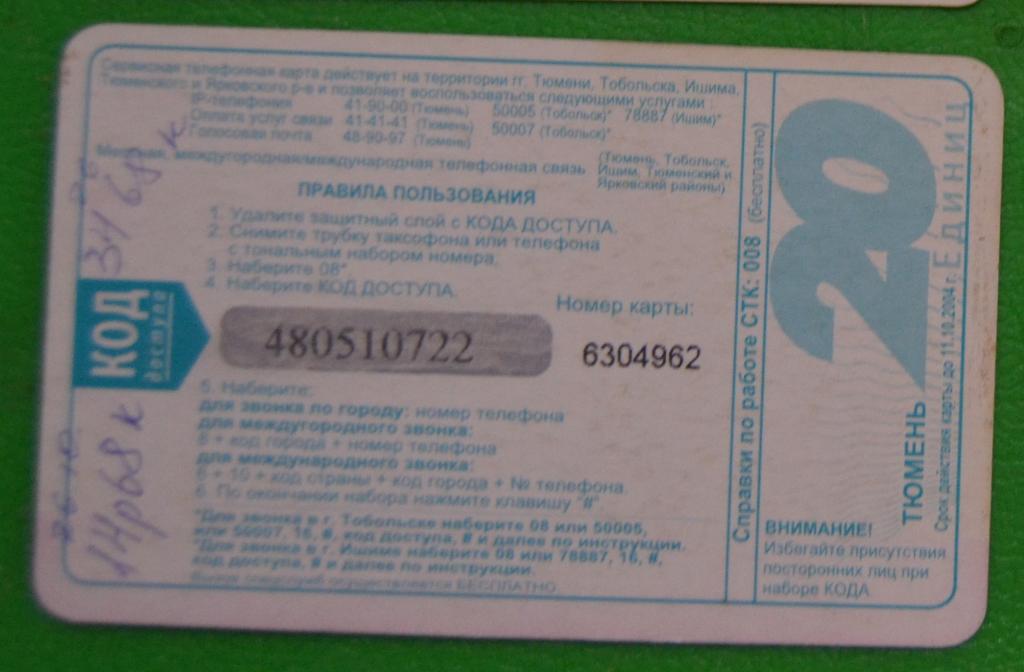 Сервисная телефонная карта действует на территории гг. Тюмени, Тобольска, Ишима,
Тюменского и Ярковского р-в и позволяет воспользоваться следующими услугами:
IP-телефония 41-90-00 (Тюмень) 50005 (Тобольск)* 78887 (Ишим)*
Оплата услуг связи 41-41-41 (Тюмень) 50007 (Тобольск)*
Голосовая почта 48-90-97 (Тюмень)
Местная, междугородная/международная телефонная связь (Тюмень, Тобольск,
Ишим, Тюменский и
Ярковский районы)
ПРАВИЛА ПОЛЬЗОВАНИЯ
1. Удалите защитный слой с КОДА ДОСТУПА.
2. Снимите трубку таксофона или телефона
с тональным набором номера.
3. Наберите 08*
4. Наберите КОД ДОСТУПА.
КОД
доступа
480510722
Номер карты:
6304962
5. Наберите:
для звонка по городу: номер телефона
для междугородного звонка:
8 + код города + номер телефона
для международного звонка:
8 + 10 + код страны + код города + № телефона
6. По окончании набора нажмите клавишу "#"
*Для звонка в г. Тобольске наберите 08 или 50005,
или 50007, 16, #, код доступа, # и далее по инструкции.
*Для звонка в г. Ишиме наберите 08 или 78887, 16, #,
код доступа, # и далее по инструкции.
Вызов спецслужб осуществляется БЕСПЛАТНО
34 68 к
14р68 к
Справки по работе СТК: 008 (бесплатно)
20
Единиц
ТЮМЕНЬ
Срок действия карты до 11.10.2004 г.
ВНИМАНИЕ!
Избегайте присутствия
посторонних лиц при
наборе КОДА